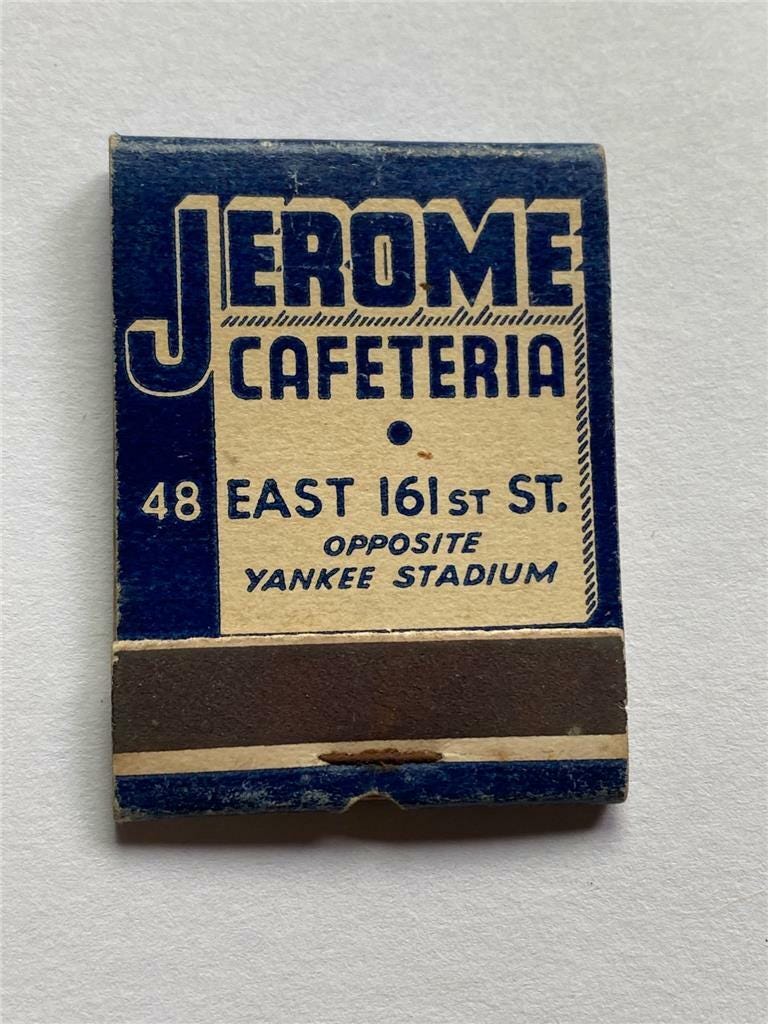 JEROME
CAFETERIA
48 EAST 161ST ST.
OPPOSITE
YANKEE STADIUM